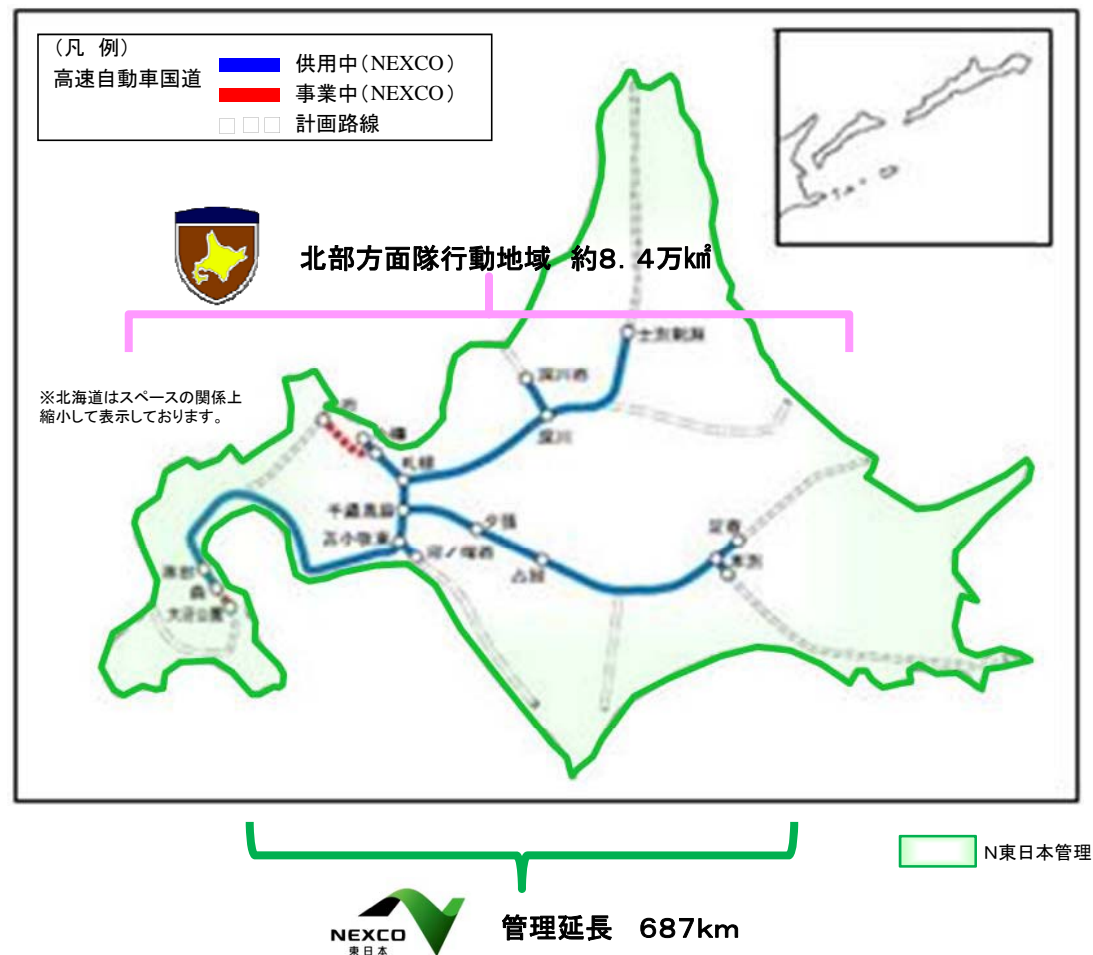 (凡 例)
高速自動車国道
供用中(NEXCO)
事業中(NEXCO)
計画路線
北部方面隊行動地域 約8.4万k㎡
※北海道はスペースの関係上
縮小して表示しております。
士別剣淵
深川西
深川
札幌
千歳恵庭
夕張
苫小牧東
占冠
足寄
本別
森
大沼公園
N東日本管理
NEXCO
東日本
管理延長 687km